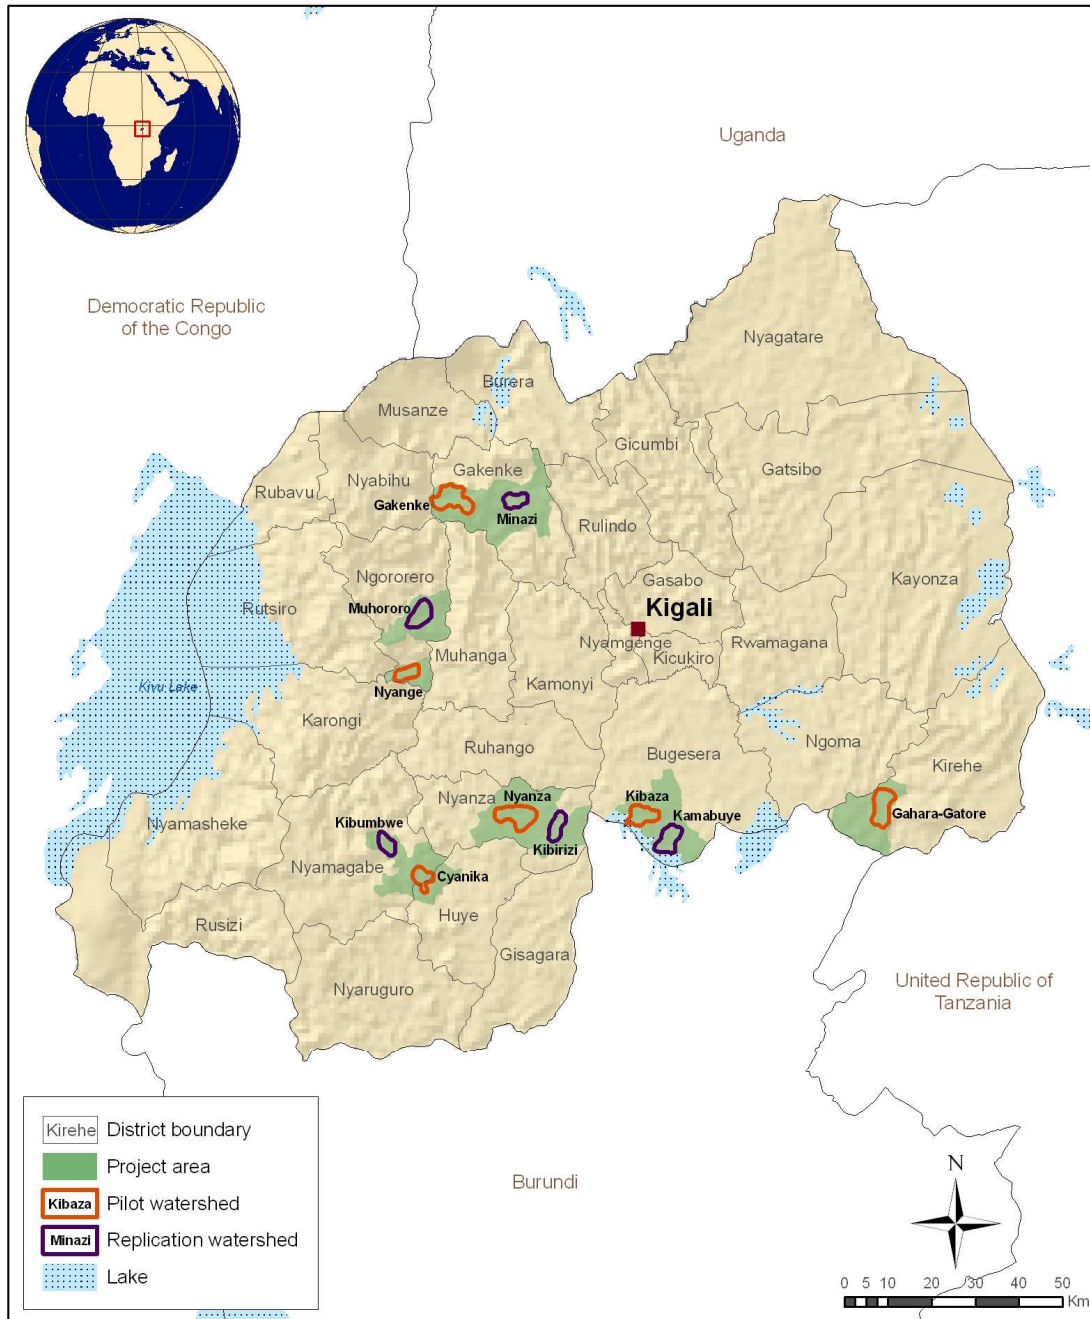 Uganda
Democratic Republic
of the Congo
Nyagatare
Burera
Musanze
Gicumbi
Gakenke
Gatsibo
Nyabihu
Rubavu
Gakenke
Minazi
Rulindo
Ngororero
Gasabo
Kayonza
Kigali
Muhororo
Rutsiro
Nyamgenge
Rwamagana
Muhanga
Kicukiro
Kivu Lake
Nyange
Kamonyi
Karongi
Ruhango
Bugesera
Ngoma
Kirehe
Nyanza
Nyanza
Kibaza
Kibumbwe
Kamabuye
Gahara-Gatore
Nyamasheke
Kibirizi
Nyamagabe
Cyanika
Huye
Rusizi
Gisagara
Nyaruguro
United Republic of
Tanzania
Burundi
Kirehe District boundary
Project area
Kibaza Pilot watershed
Minazi Replication watershed
Lake
N
0 5 10 20 30 40 50
Km